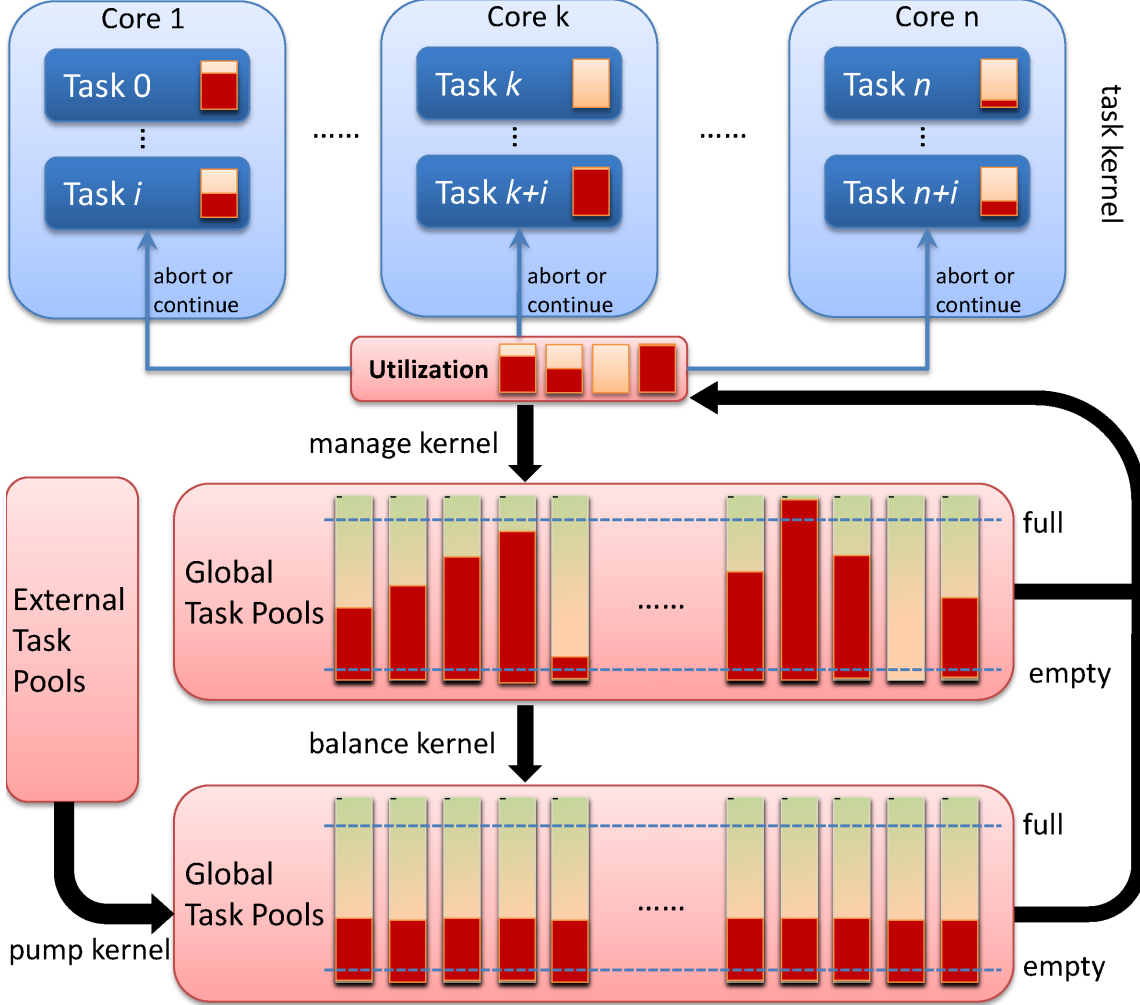 Core 1
Core k
Core n
Task 0
Task k
Task n
......
......
Task i
Task k+i
Task n+i
task kernel
abort or
continue
abort or
continue
abort or
continue
Utilization
manage kernel
Global
Task Pools
......
full
empty
External
Task
Pools
balance kernel
Global
Task Pools
......
full
empty
pump kernel